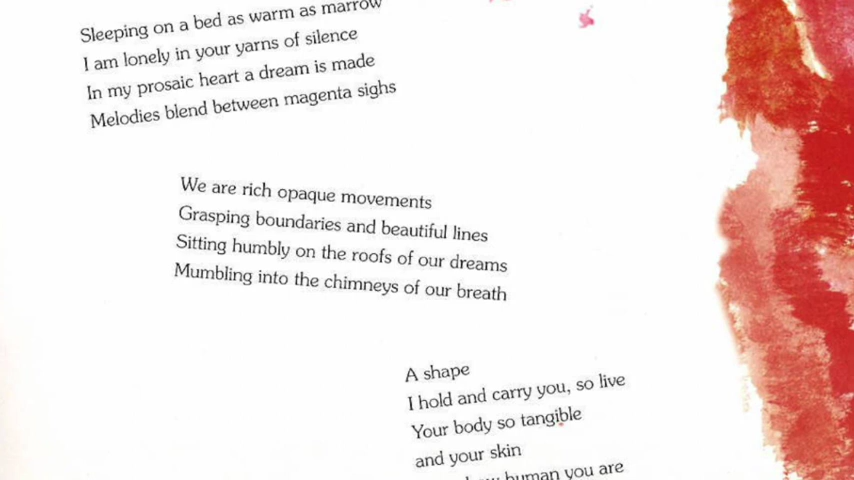 Sleeping on a bed as warm as marrow
I am lonely in your yarns of silence
In my prosaic heart a dream is made
Melodies blend between magenta sighs
We are rich opaque movements
Grasping boundaries and beautiful lines
Sitting humbly on the roofs of our dreams
Mumbling into the chimneys of our breath
A shape
I hold and carry you, so live
Your body so tangible
and your skin
human you are